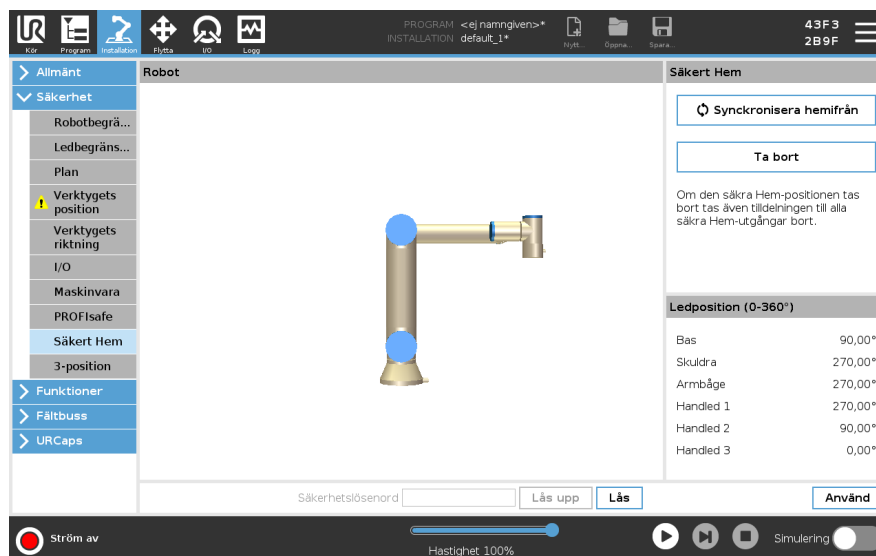 PROGRAM <ej namngiven>*
INSTALLATION default_1*
43F3
2B9F
Kör
Program
Installation
Flytta
I/O
Logg
Nytt...
Öppna...
Spara...
Allmänt
Säkerhet
Robotbegrä...
Ledbegräns...
Plan
Verktygets
position
Verktygets
riktning
I/O
Maskinvara
PROFIsafe
Säkert Hem
3-position
Funktioner
Fältbuss
URCaps
Robot
Säkert Hem
Synckronisera hemifrån
Ta bort
Om den säkra Hem-positionen tas
bort tas även tilldelningen till alla
säkra Hem-utgångar bort.
Ledposition (0-360°)
Bas 90,00°
Skuldra 270,00°
Armbåge 270,00°
Handled 1 270,00°
Handled 2 90,00°
Handled 3 0,00°
Säkerhetslösenord
Lås upp
Lås
Använd
Ström av
Hastighet 100%
Simulering